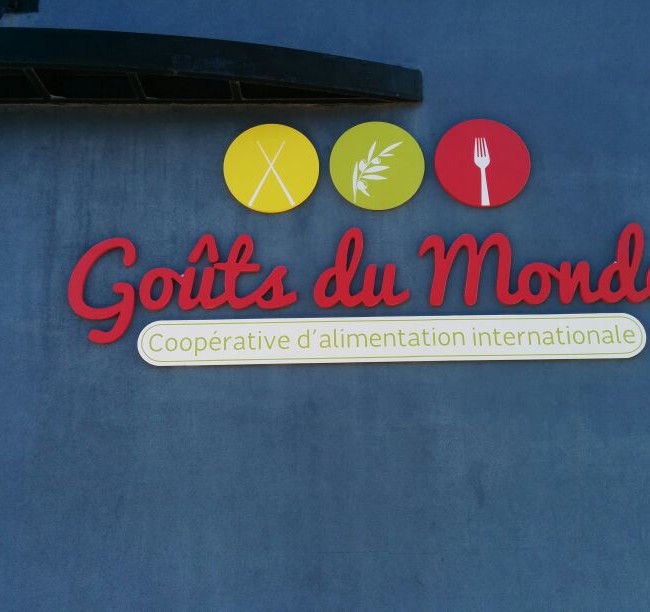 Goûts du Monde
Coopérative d'alimentation internationale